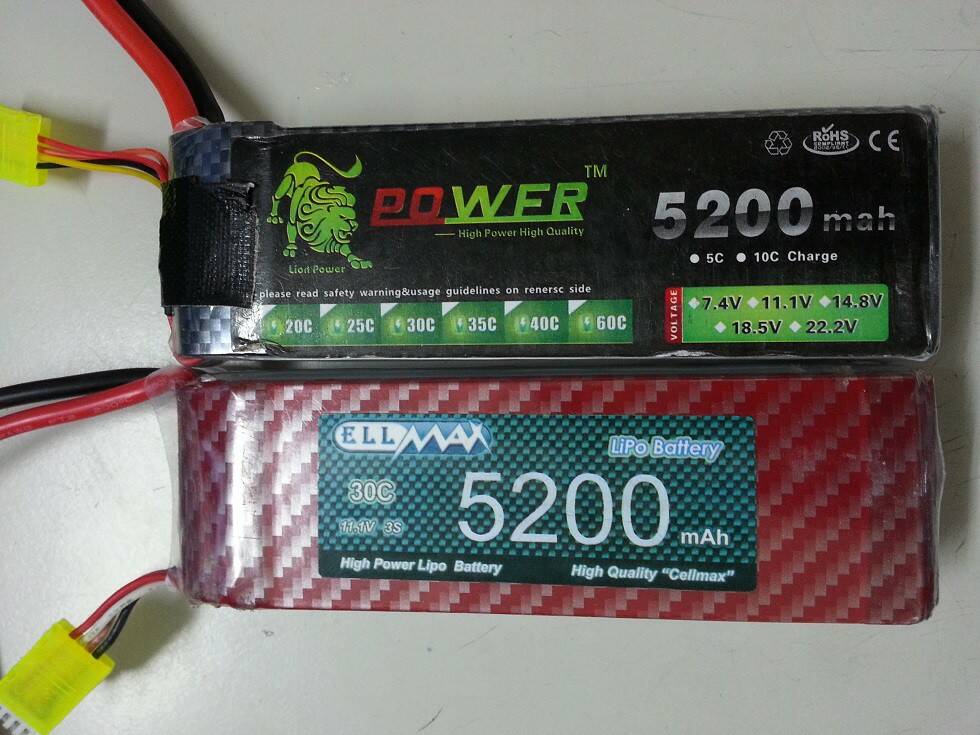 RoHS
COMPLIANT
CE
POWER TM
High Power High Quality
Lion Power
5200 mah
5C 10C Charge
please read safety warning&usage guidelines on renersc side
20C 25C 30C 35C 40C 60C
VOLTAGE
7.4V 11.1V 14.8V
18.5V 22.2V
ELLMAX
LiPo Battery
30C
5200 mAh
11.1V 3S
High Power Lipo Battery
High Quality “Cellmax”